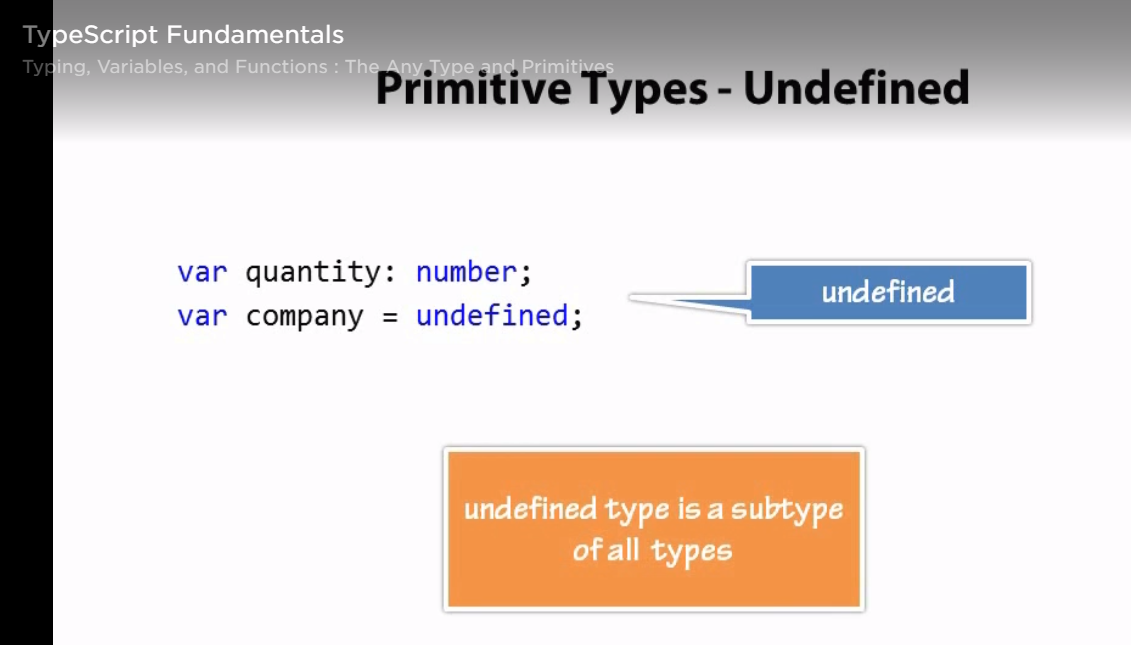 TypeScript Fundamentals
Typing, Variables, and Functions : The Any Type and Primitives
Primitive Types - Undefined
var quantity: number;
var company = undefined;
undefined
undefined type is a subtype
of all types